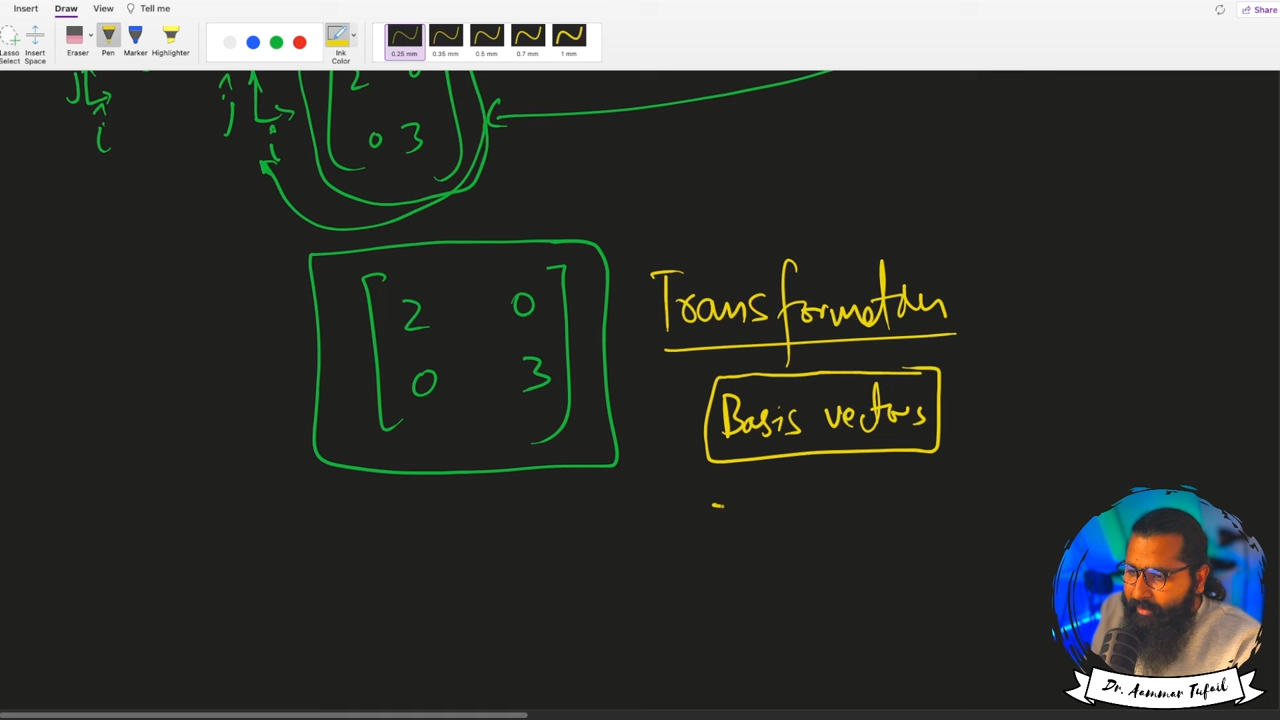 Insert Draw View Tell me
Share
Lasso Select
Insert Space
Eraser
Pen
Marker
Highlighter
Ink Color
0.25 mm 0.35 mm 0.5 mm 0.7 mm 1 mm
j i
j i
2 0
0 3
2 0
0 3
Transformation
Basis vectors
Dr. Aammar Tufail